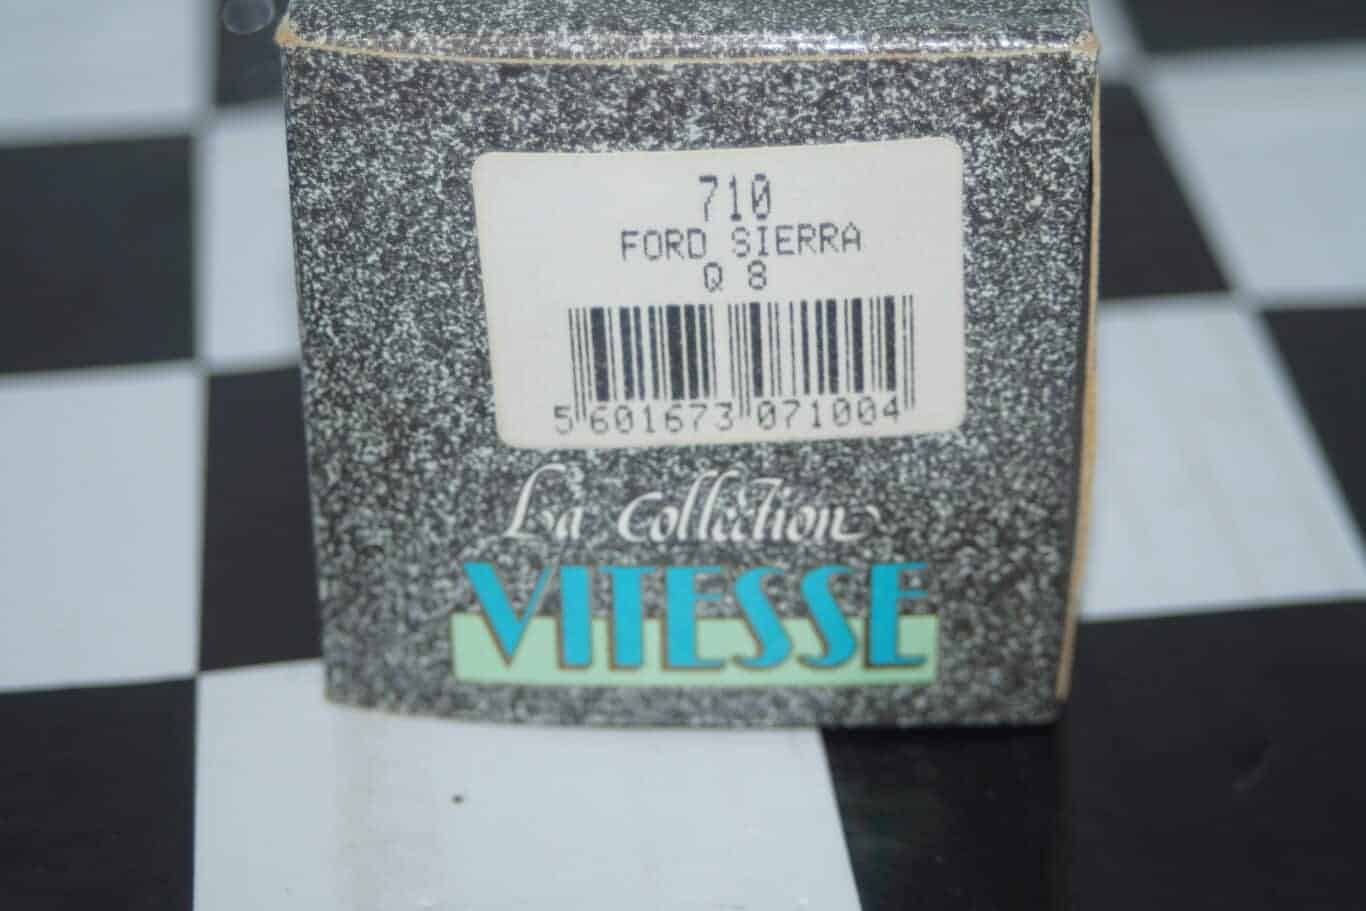 710
FORD SIERRA
Q 8
5 601673 071004
La Collection
VITESSE